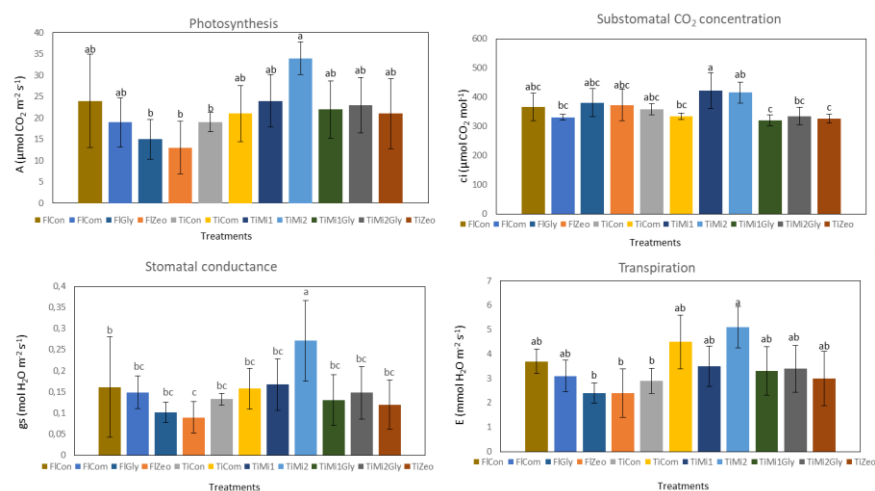 Photosynthesis
A (µmol CO₂ m⁻² s⁻¹)
40
35
30
25
20
15
10
5
0
ab ab b b b ab ab a ab ab ab
FlCon FlCom FlGly FlZeo TiCon TiCom TiMi1 TiMi2 TiMi1Gly TiMi2Gly TiZeo
Treatments
Substomatal CO₂ concentration
ci (µmol CO₂ mol⁻¹)
600
500
400
300
200
100
0
abc bc abc abc abc bc a ab c bc c
FlCon FlCom FlGly FlZeo TiCon TiCom TiMi1 TiMi2 TiMi1Gly TiMi2Gly TiZeo
Treatments
Stomatal conductance
gs (mol H₂O m⁻² s⁻¹)
0,4
0,35
0,3
0,25
0,2
0,15
0,1
0,05
0
b bc bc c bc bc bc a bc bc bc
FlCon FlCom FlGly FlZeo TiCon TiCom TiMi1 TiMi2 TiMi1Gly TiMi2Gly TiZeo
Treatments
Transpiration
E (mmol H₂O m⁻² s⁻¹)
7
6
5
4
3
2
1
0
ab ab b b b ab ab a ab ab ab
FlCon FlCom FlGly FlZeo TiCon TiCom TiMi1 TiMi2 TiMi1Gly TiMi2Gly TiZeo
Treatments